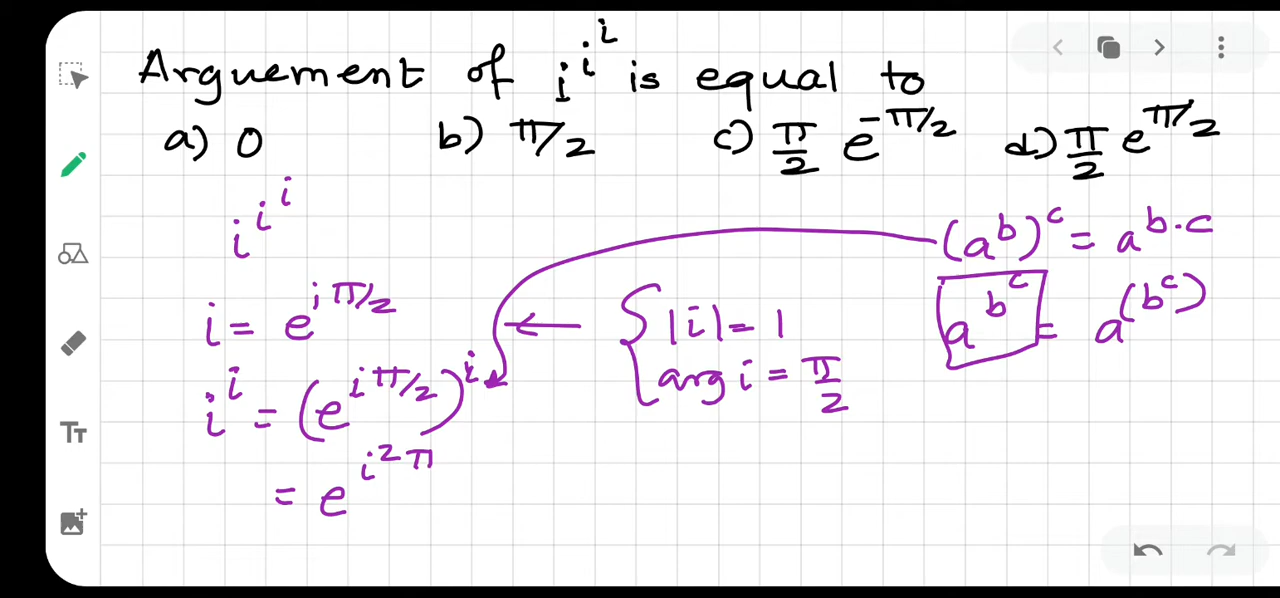 Arguement of i^i^i is equal to
a) 0 b) π/2 c) π/2 e^-π/2 d) π/2 e^π/2
i^i^i
(a^b)^c = a^b·c
i = e^iπ/2
{ |i| = 1
arg i = π/2
a^b^c = a^(b^c)
i^i = (e^iπ/2)^i
= e^i²π
Tт